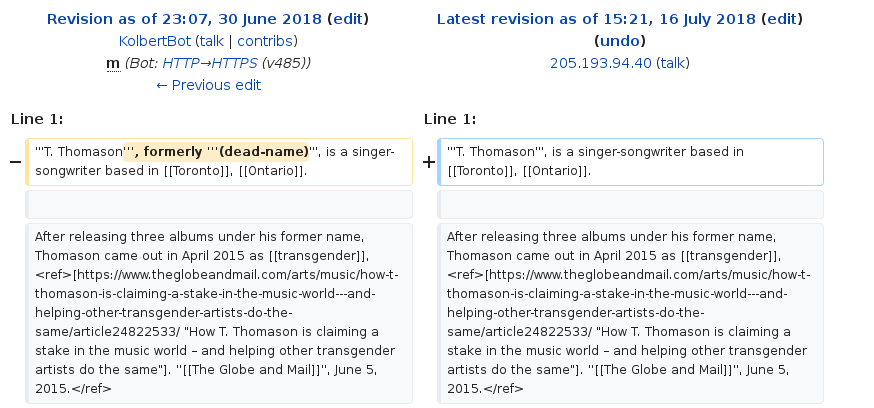 Revision as of 23:07, 30 June 2018 (edit)
KolbertBot (talk | contribs)
m (Bot: HTTP→HTTPS (v485))
← Previous edit
Latest revision as of 15:21, 16 July 2018 (edit)
(undo)
205.193.94.40 (talk)
Line 1:
Line 1:
− '''T. Thomason''', formerly '''(dead-name)''', is a singer-
songwriter based in [[Toronto]], [[Ontario]].
+ '''T. Thomason''', is a singer-songwriter based in
[[Toronto]], [[Ontario]].
After releasing three albums under his former name,
Thomason came out in April 2015 as [[transgender]],
<ref>[https://www.theglobeandmail.com/arts/music/how-t-
thomason-is-claiming-a-stake-in-the-music-world---and-
helping-other-transgender-artists-do-the-
same/article24822533/ "How T. Thomason is claiming a
stake in the music world – and helping other transgender
artists do the same"]. ''[[The Globe and Mail]]'', June 5,
2015.</ref>
After releasing three albums under his former name,
Thomason came out in April 2015 as [[transgender]],
<ref>[https://www.theglobeandmail.com/arts/music/how-t-
thomason-is-claiming-a-stake-in-the-music-world---and-
helping-other-transgender-artists-do-the-
same/article24822533/ "How T. Thomason is claiming a
stake in the music world – and helping other transgender
artists do the same"]. ''[[The Globe and Mail]]'', June 5,
2015.</ref>